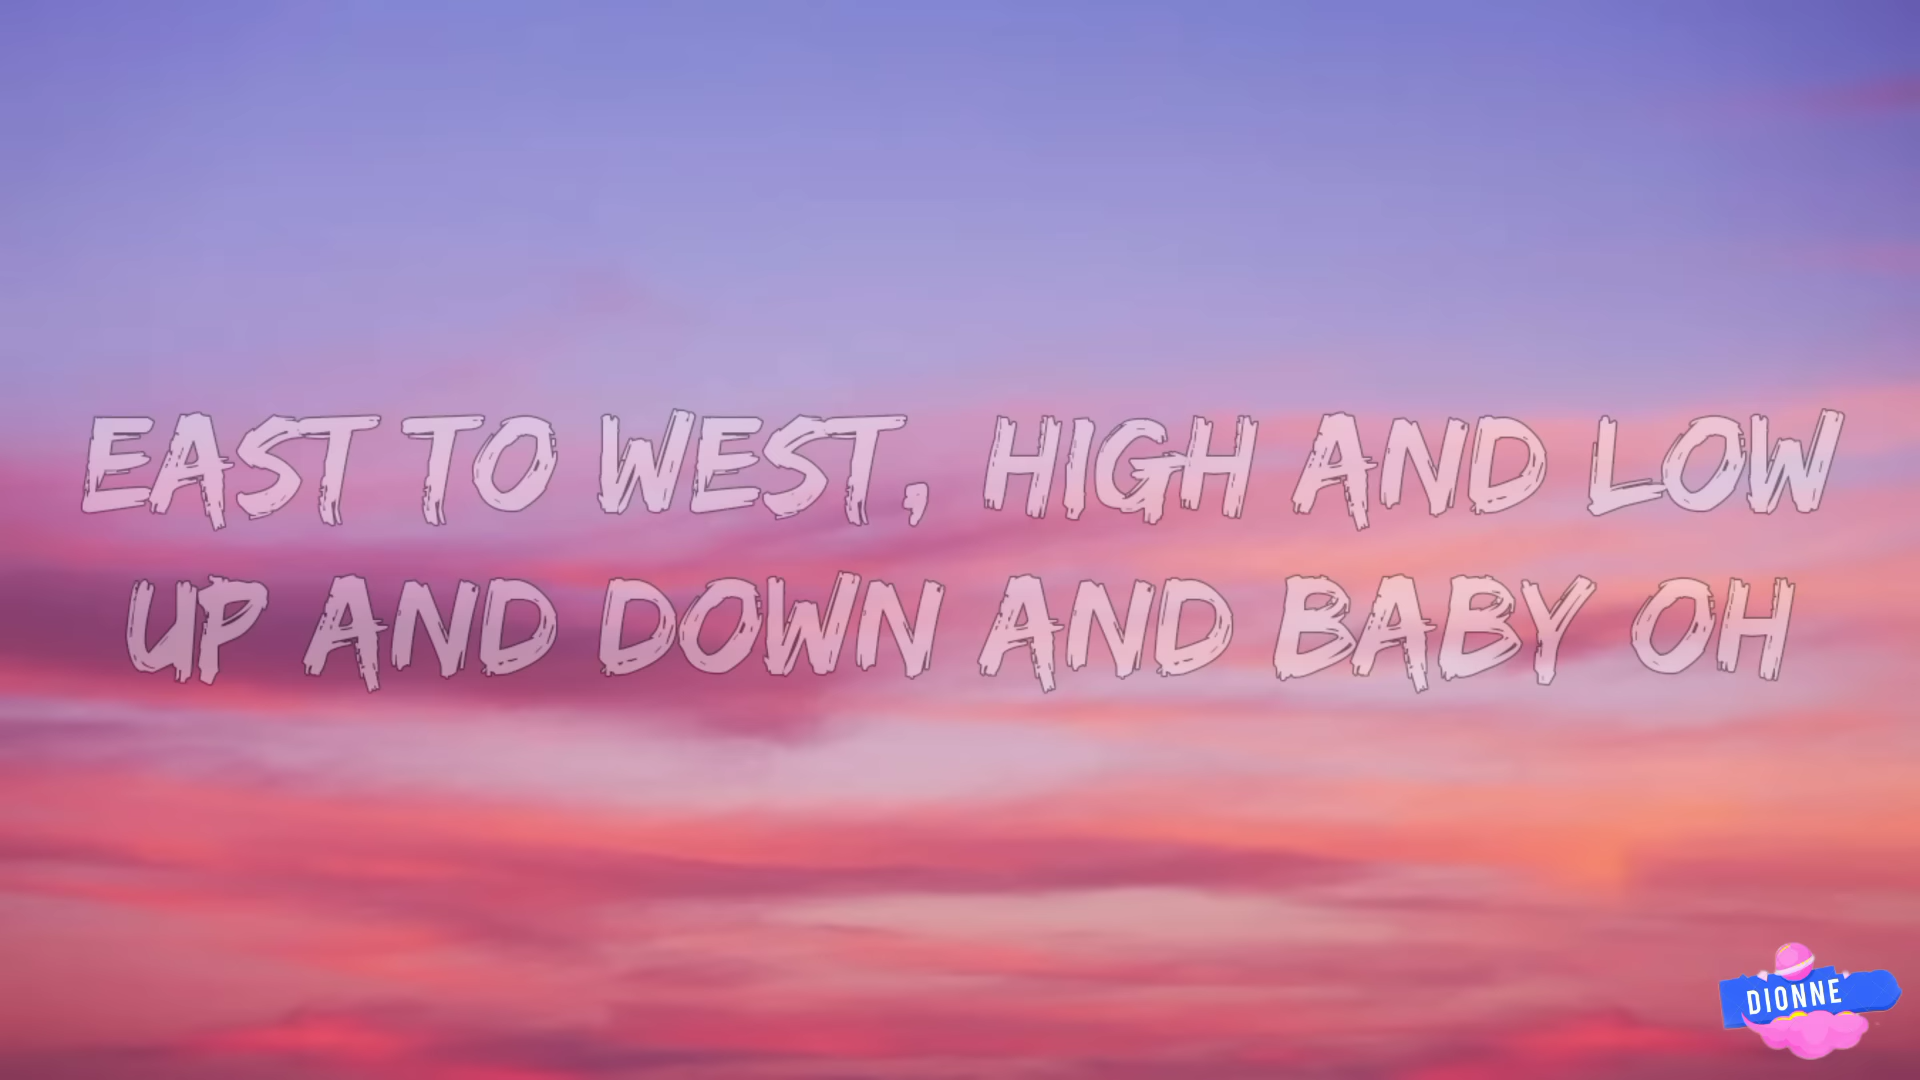 EAST TO WEST, HIGH AND LOW
UP AND DOWN AND BABY OH
DIONNE